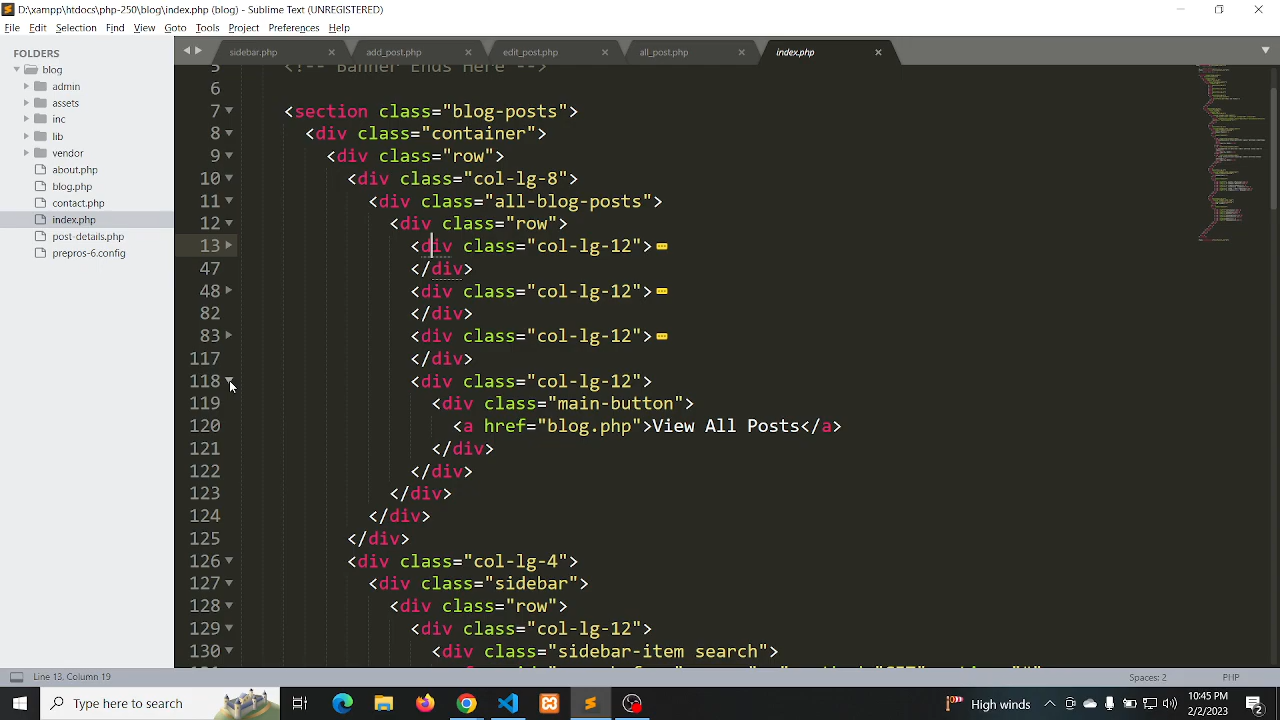 D:\xampp\htdocs\php-250\blog\index.php (blog) - Sublime Text (UNREGISTERED)
File Edit Selection Find View Goto Tools Project Preferences Help
FOLDERS
blog
admin
assets
inc
lib
vendor
about.php
blog.php
contact.php
index.php
post-details.php
prepros-6.config
sidebar.php × add_post.php × edit_post.php × all_post.php × index.php ×
5 <!-- Banner Ends Here -->
6
7 <section class="blog-posts">
8 <div class="container">
9 <div class="row">
10 <div class="col-lg-8">
11 <div class="all-blog-posts">
12 <div class="row">
13 <div class="col-lg-12">
47 </div>
48 <div class="col-lg-12">
82 </div>
83 <div class="col-lg-12">
117 </div>
118 <div class="col-lg-12">
119 <div class="main-button">
120 <a href="blog.php">View All Posts</a>
121 </div>
122 </div>
123 </div>
124 </div>
125 </div>
126 <div class="col-lg-4">
127 <div class="sidebar">
128 <div class="row">
129 <div class="col-lg-12">
130 <div class="sidebar-item search">
Line 13, Column 19 Spaces: 2 PHP
Type here to search
High winds
10:45 PM
2/2/2023
2